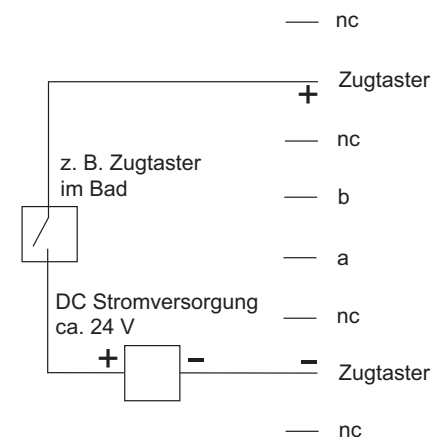 nc
Zugtaster
+
nc
z. B. Zugtaster
im Bad
b
a
DC Stromversorgung
ca. 24 V
nc
+
–
–
Zugtaster
nc